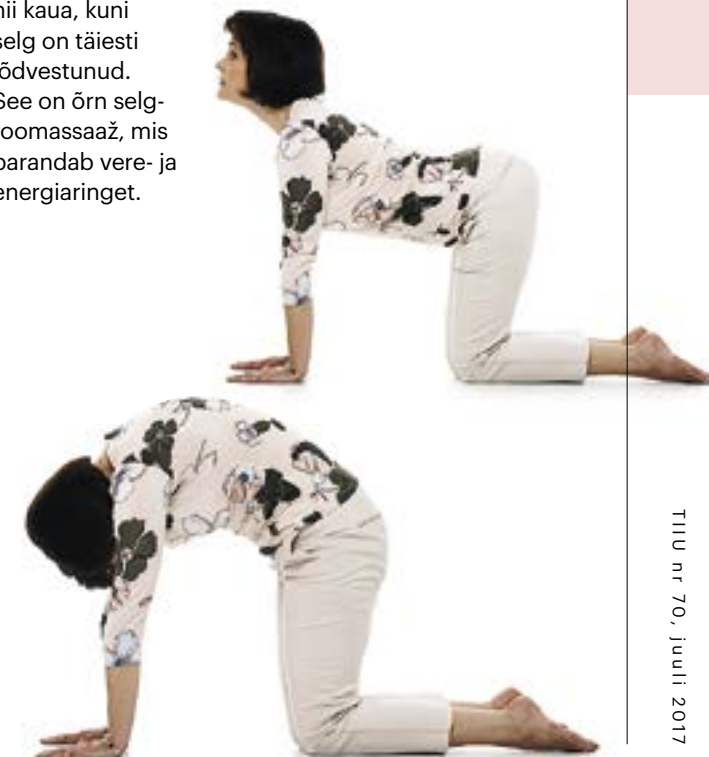 nii kaua, kuni
selg on täiesti
õdvestunud.
See on õrn selg-
oomassaaž, mis
parandab vere- ja
energiaringet.
TIIU nr 70, juuli 2017